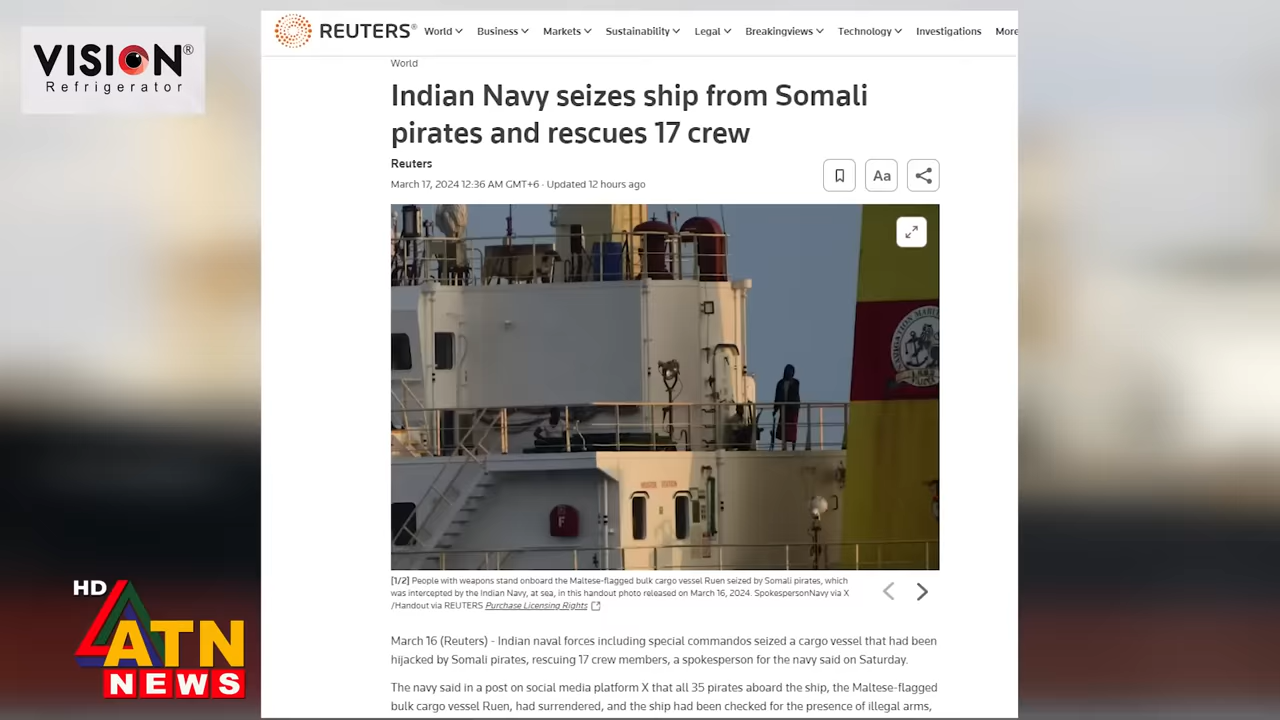 VISION®
Refrigerator
REUTERS®
World
Business
Markets
Sustainability
Legal
Breakingviews
Technology
Investigations
More
World
Indian Navy seizes ship from Somali
pirates and rescues 17 crew
Reuters
March 17, 2024 12:36 AM GMT+6 · Updated 12 hours ago
Aa
F
[1/2] People with weapons stand onboard the Maltese-flagged bulk cargo vessel Ruen seized by Somali pirates, which
was intercepted by the Indian Navy, at sea, in this handout photo released on March 16, 2024. SpokespersonNavy via X
/Handout via REUTERS Purchase Licensing Rights
March 16 (Reuters) - Indian naval forces including special commandos seized a cargo vessel that had been
hijacked by Somali pirates, rescuing 17 crew members, a spokesperson for the navy said on Saturday.
The navy said in a post on social media platform X that all 35 pirates aboard the ship, the Maltese-flagged
bulk cargo vessel Ruen, had surrendered, and the ship had been checked for the presence of illegal arms,
HD
ATN
NEWS